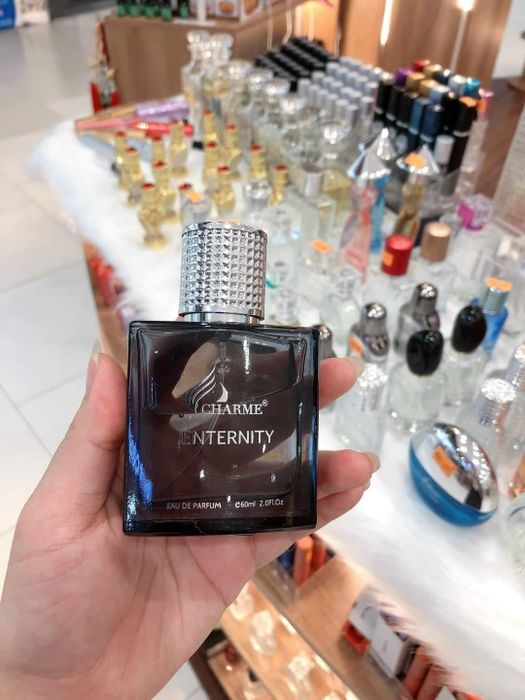 CHARME®
ENTERNITY
EAU DE PARFUM ℮60ml 2.0Fl.Oz